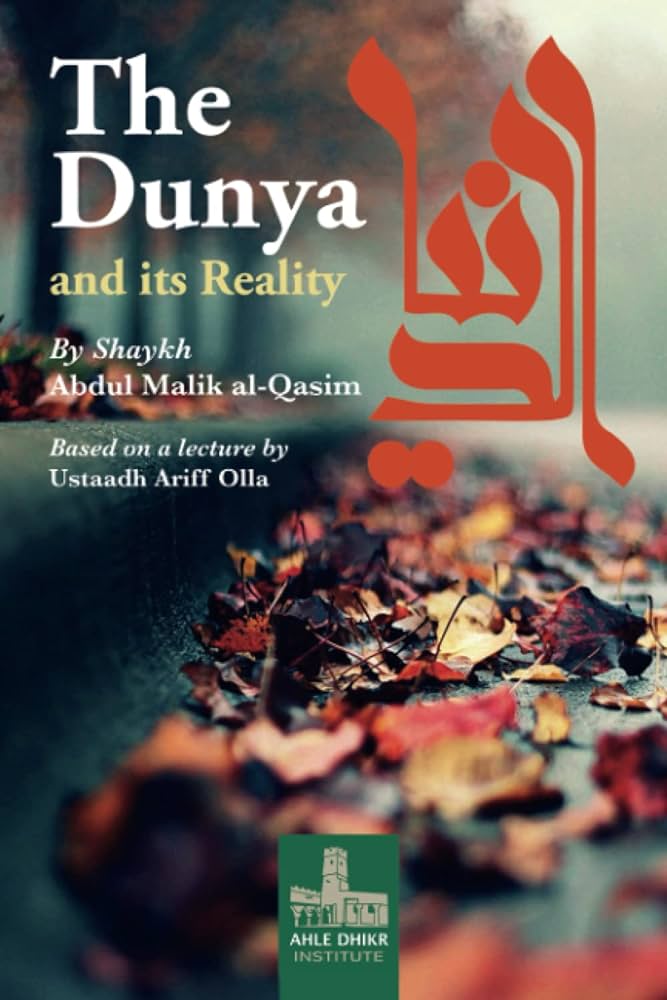 The
Dunya
and its Reality
الدنيا
By Shaykh
Abdul Malik al-Qasim
Based on a lecture by
Ustaadh Ariff Olla
AHLE DHIKR
INSTITUTE